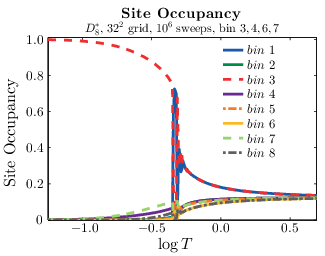 Site Occupancy
D*₈, 32² grid, 10⁶ sweeps, bin 3, 4, 6, 7
Site Occupancy
1.0
0.8
0.6
0.4
0.2
0
−1.0
−0.5
0.0
0.5
log T
bin 1
bin 2
bin 3
bin 4
bin 5
bin 6
bin 7
bin 8